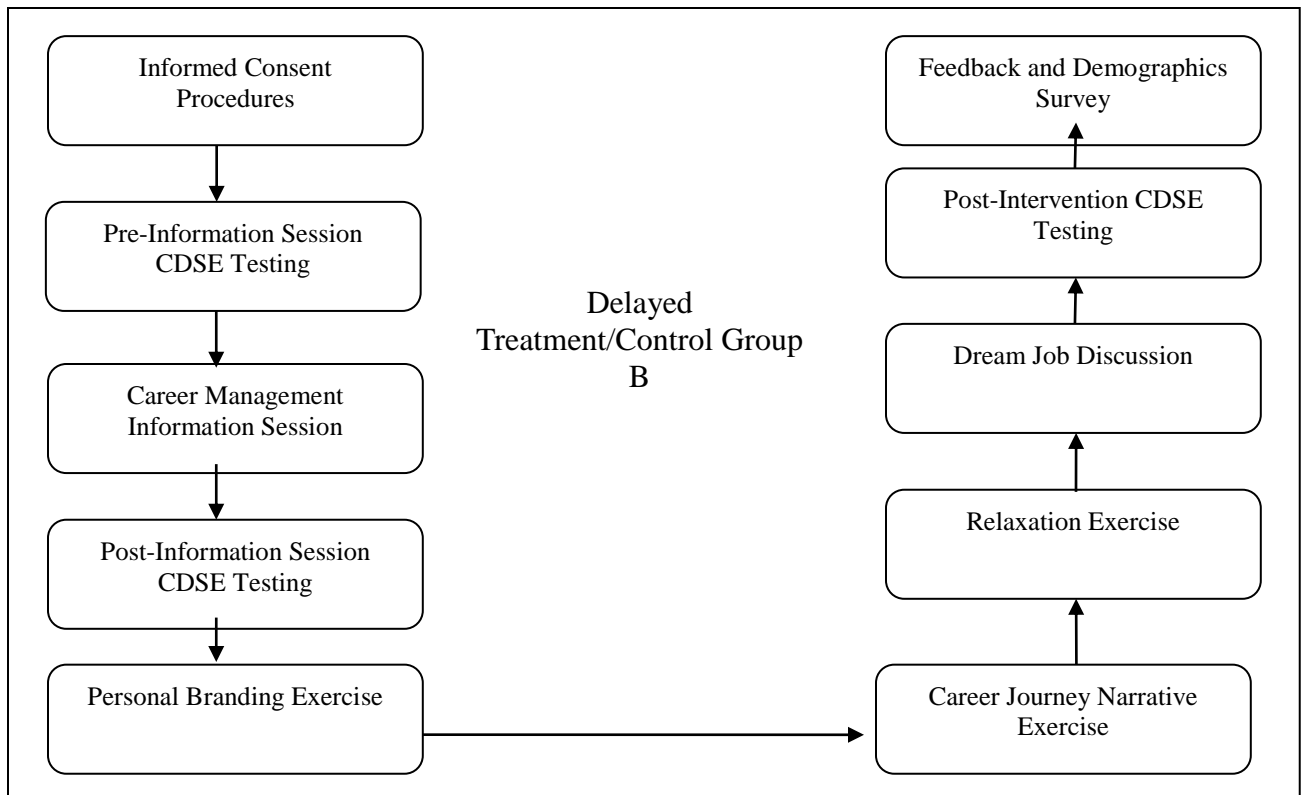 Informed Consent
Procedures
Pre-Information Session
CDSE Testing
Career Management
Information Session
Post-Information Session
CDSE Testing
Personal Branding Exercise
Delayed
Treatment/Control Group
B
Career Journey Narrative
Exercise
Relaxation Exercise
Dream Job Discussion
Post-Intervention CDSE
Testing
Feedback and Demographics
Survey